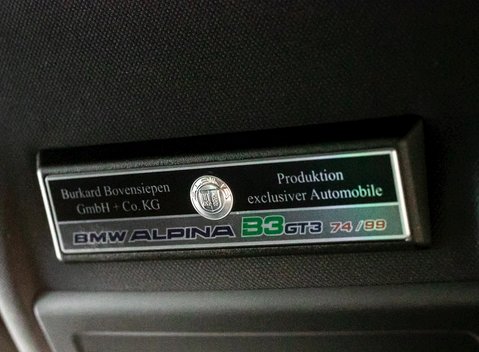 Burkard Bovensiepen
GmbH + Co. KG
Produktion
exclusiver Automobile
BMW ALPINA B3 GT3 74/99